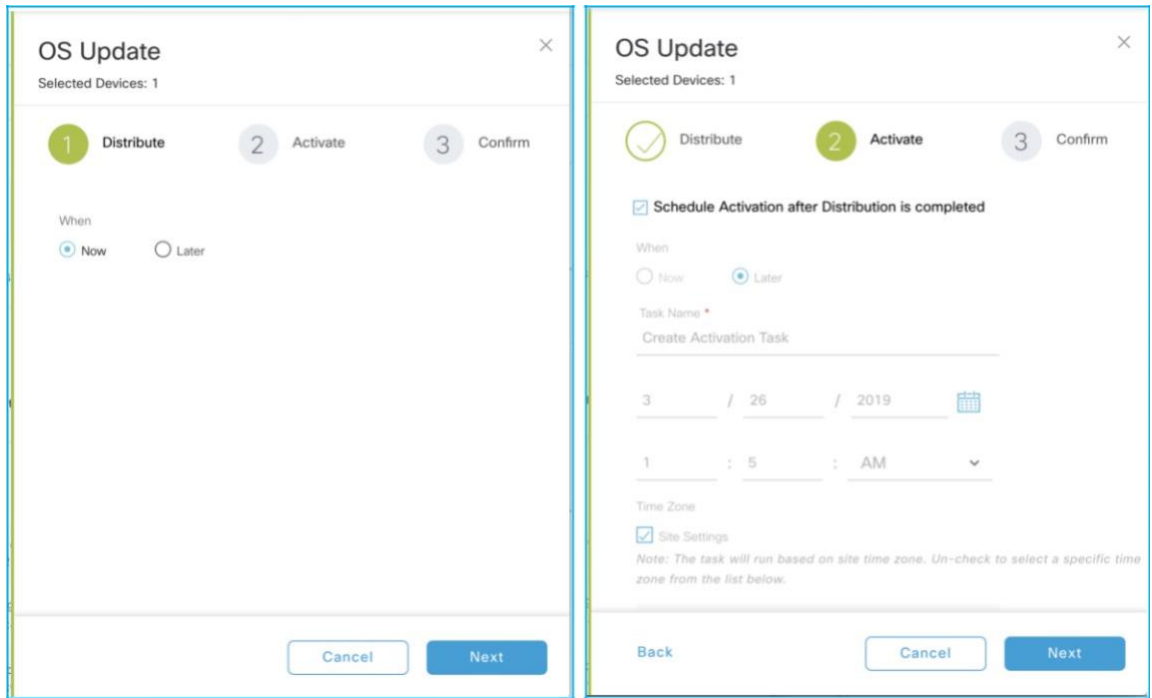 OS Update
Selected Devices: 1
1 Distribute 2 Activate 3 Confirm
When
Now Later
Cancel Next
OS Update
Selected Devices: 1
Distribute 2 Activate 3 Confirm
Schedule Activation after Distribution is completed
When
Now Later
Task Name *
Create Activation Task
3 / 26 / 2019
1 : 5 : AM
Time Zone
Site Settings
Note: The task will run based on site time zone. Un-check to select a specific time
zone from the list below.
Back Cancel Next